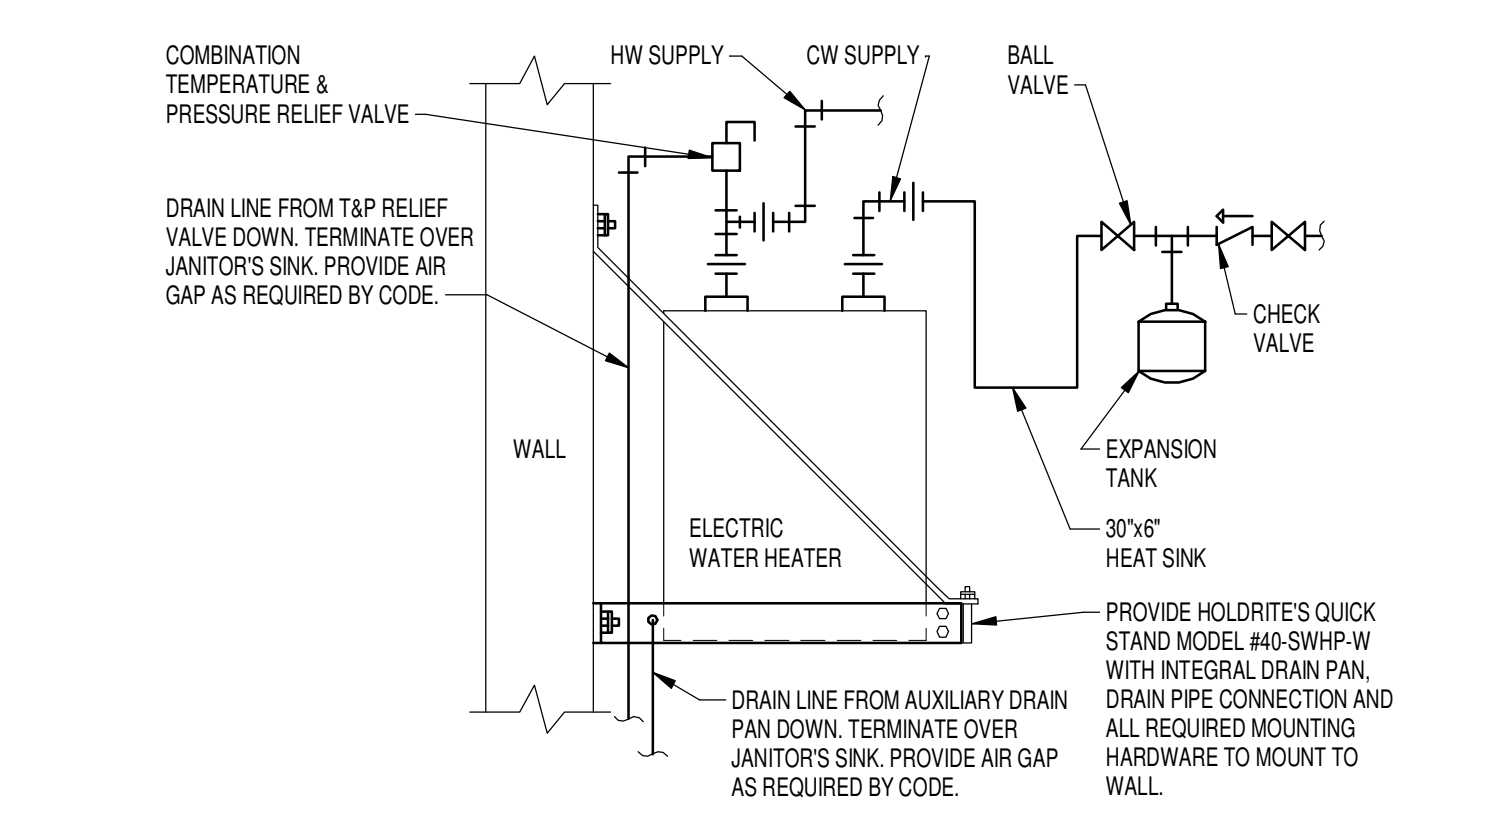 COMBINATION
TEMPERATURE &
PRESSURE RELIEF VALVE
HW SUPPLY
CW SUPPLY
BALL
VALVE
DRAIN LINE FROM T&P RELIEF
VALVE DOWN. TERMINATE OVER
JANITOR'S SINK. PROVIDE AIR
GAP AS REQUIRED BY CODE.
CHECK
VALVE
WALL
EXPANSION
TANK
ELECTRIC
WATER HEATER
30"x6"
HEAT SINK
PROVIDE HOLDRITE'S QUICK
STAND MODEL #40-SWHP-W
WITH INTEGRAL DRAIN PAN,
DRAIN PIPE CONNECTION AND
ALL REQUIRED MOUNTING
HARDWARE TO MOUNT TO
WALL.
DRAIN LINE FROM AUXILIARY DRAIN
PAN DOWN. TERMINATE OVER
JANITOR'S SINK. PROVIDE AIR GAP
AS REQUIRED BY CODE.